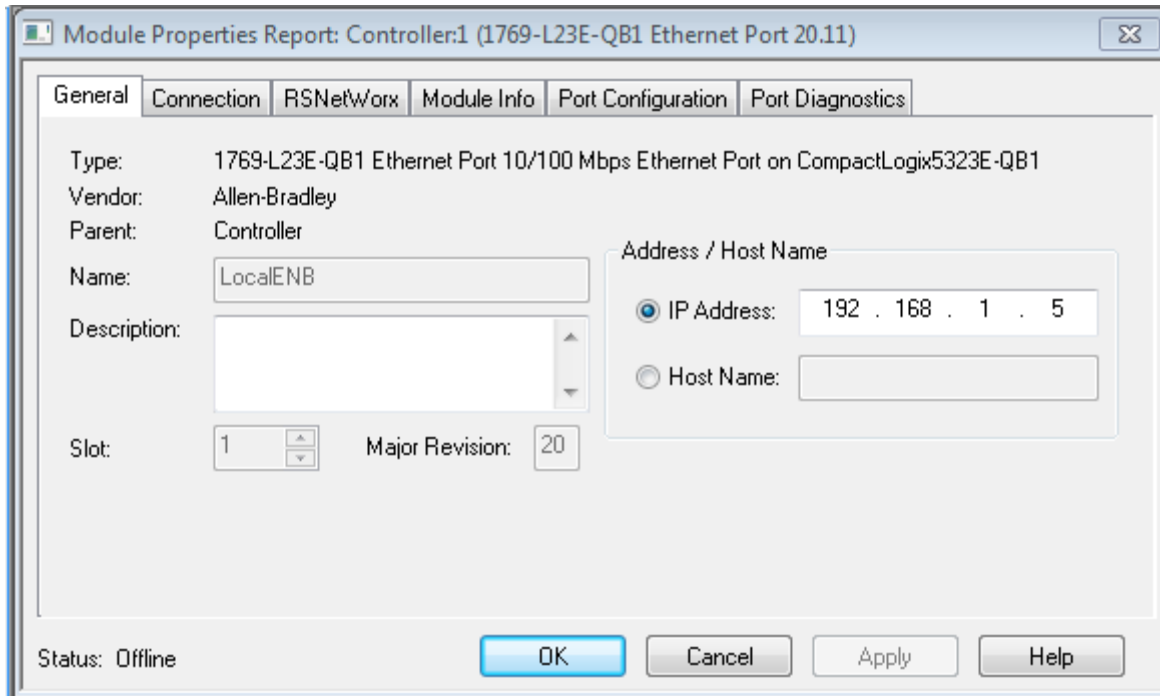 Module Properties Report: Controller:1 (1769-L23E-QB1 Ethernet Port 20.11)
General Connection RSNetWorx Module Info Port Configuration Port Diagnostics
Type: 1769-L23E-QB1 Ethernet Port 10/100 Mbps Ethernet Port on CompactLogix5323E-QB1
Vendor: Allen-Bradley
Parent: Controller
Name: LocalENB
Description:
Slot: 1 Major Revision: 20
Address / Host Name
IP Address: 192 . 168 . 1 . 5
Host Name:
Status: Offline OK Cancel Apply Help